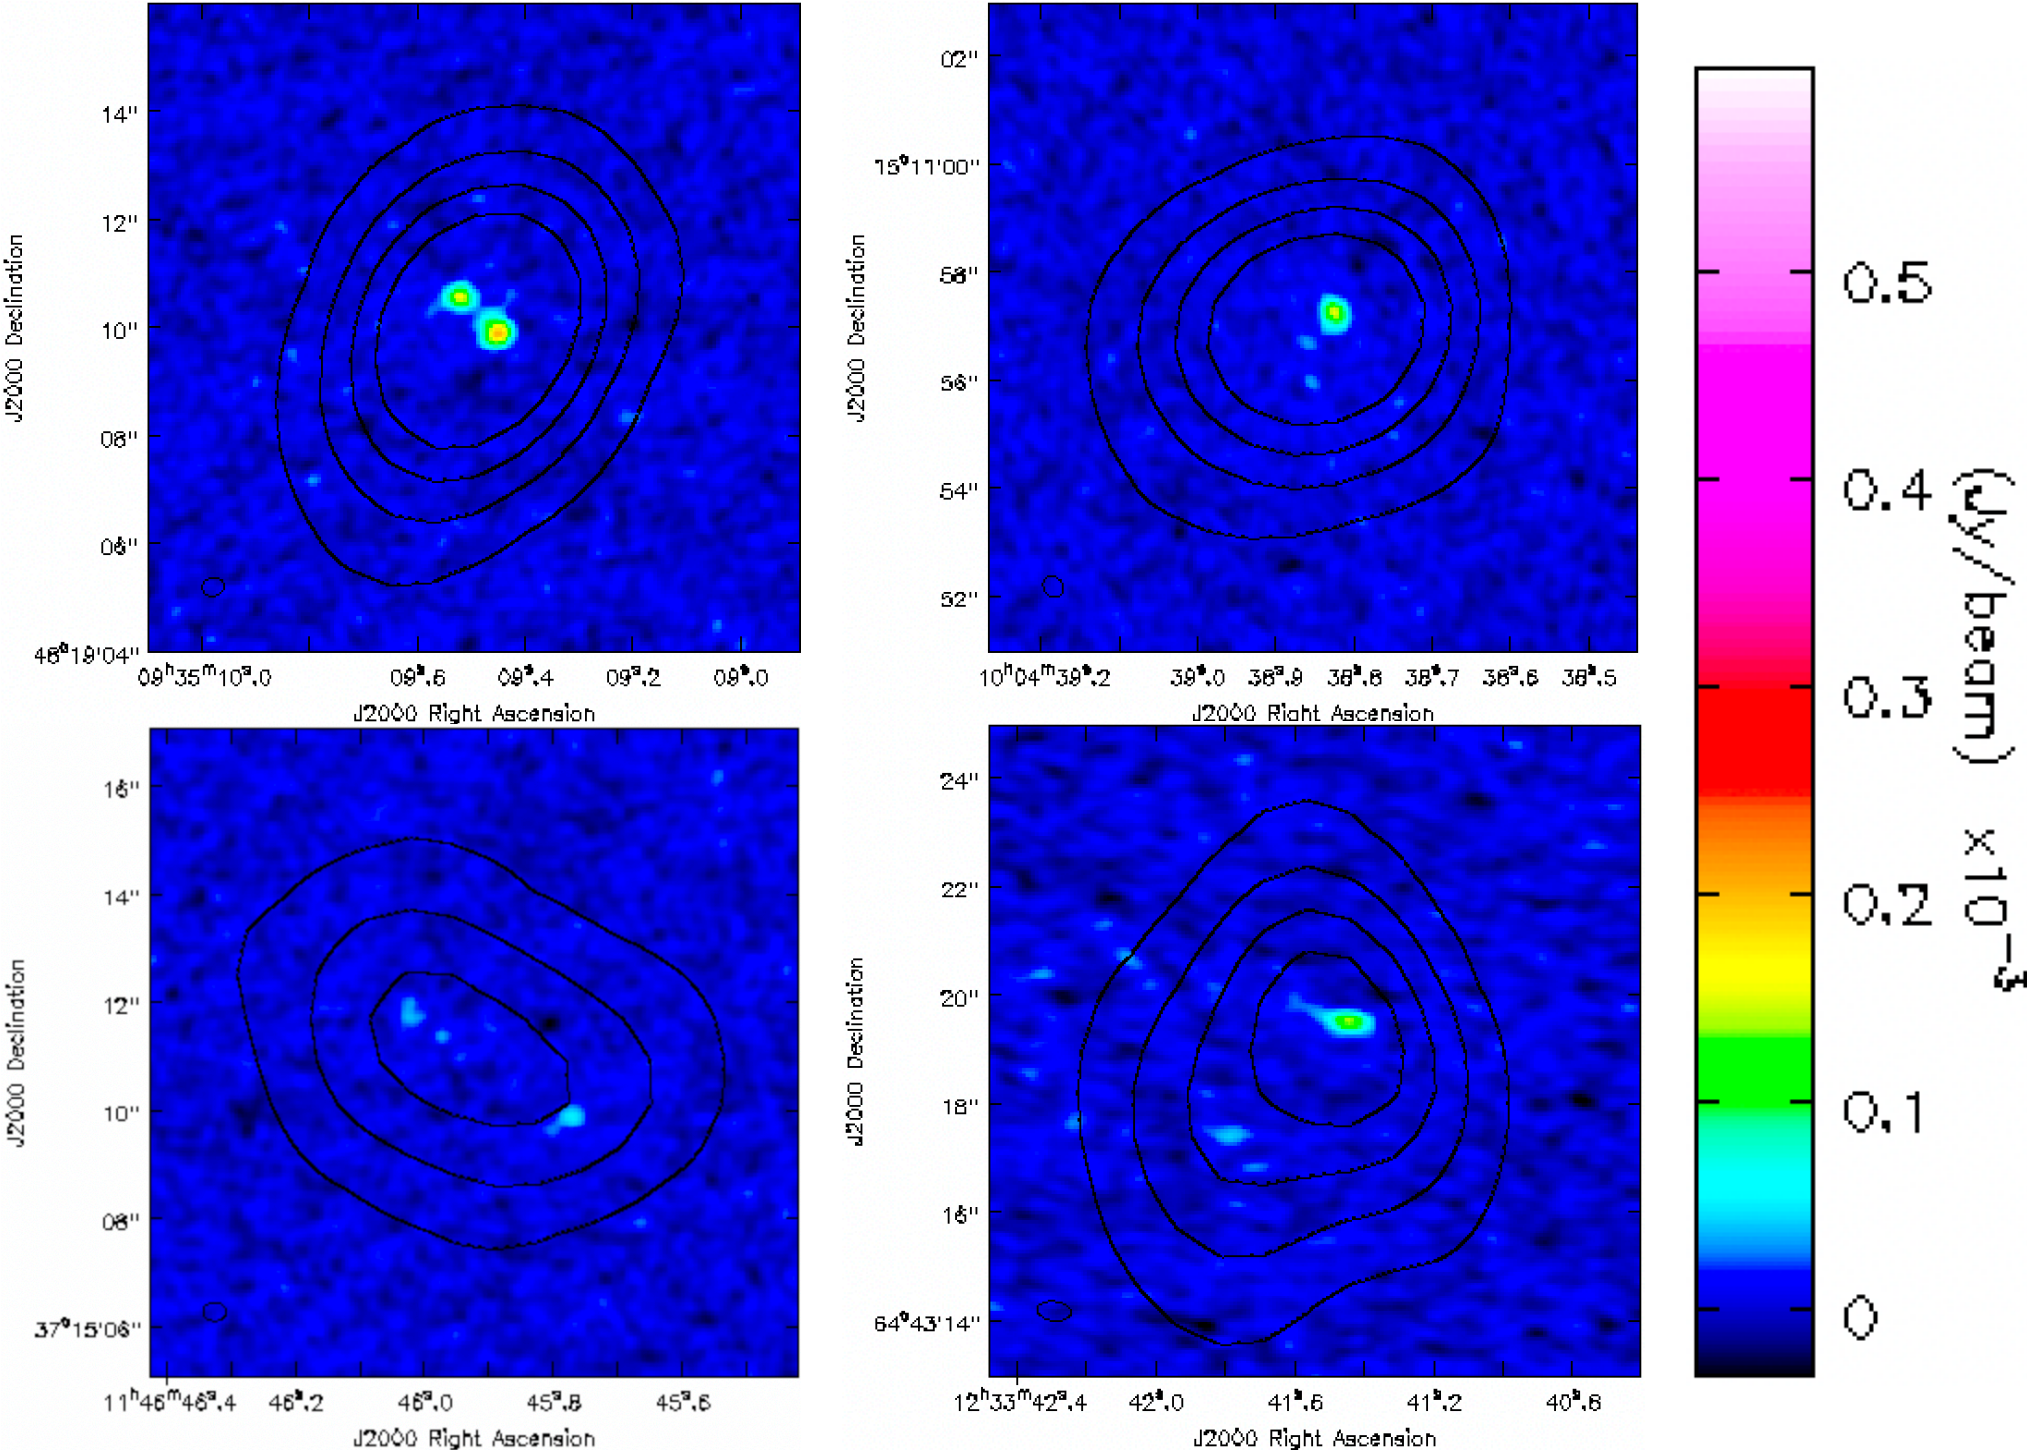 14"
12"
10"
08"
06"
46°19'04"
09ʰ35ᵐ10ˢ.0 09ˢ.6 09ˢ.4 09ˢ.2 09ˢ.0
J2000 Right Ascension
J2000 Declination
02"
15°11'00"
58"
56"
54"
52"
10ʰ04ᵐ39ˢ.2 39ˢ.0 38ˢ.9 38ˢ.8 38ˢ.7 38ˢ.6 38ˢ.5
J2000 Right Ascension
J2000 Declination
16"
14"
12"
10"
08"
37°15'06"
11ʰ46ᵐ46ˢ.4 46ˢ.2 46ˢ.0 45ˢ.8 45ˢ.6
J2000 Right Ascension
J2000 Declination
24"
22"
20"
18"
16"
64°43'14"
12ʰ33ᵐ42ˢ.4 42ˢ.0 41ˢ.6 41ˢ.2 40ˢ.8
J2000 Right Ascension
J2000 Declination
0.5
0.4
0.3
0.2
0.1
0
(Jy/beam) ×10⁻³